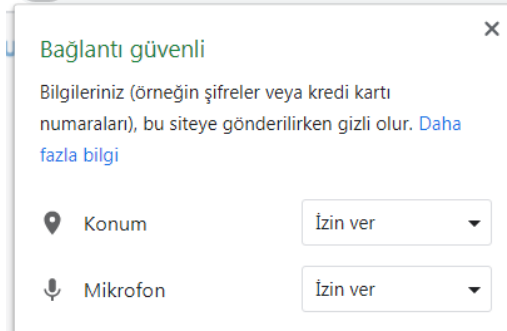 Bağlantı güvenli
Bilgileriniz (örneğin şifreler veya kredi kartı
numaraları), bu siteye gönderilirken gizli olur. Daha
fazla bilgi
Konum İzin ver
Mikrofon İzin ver